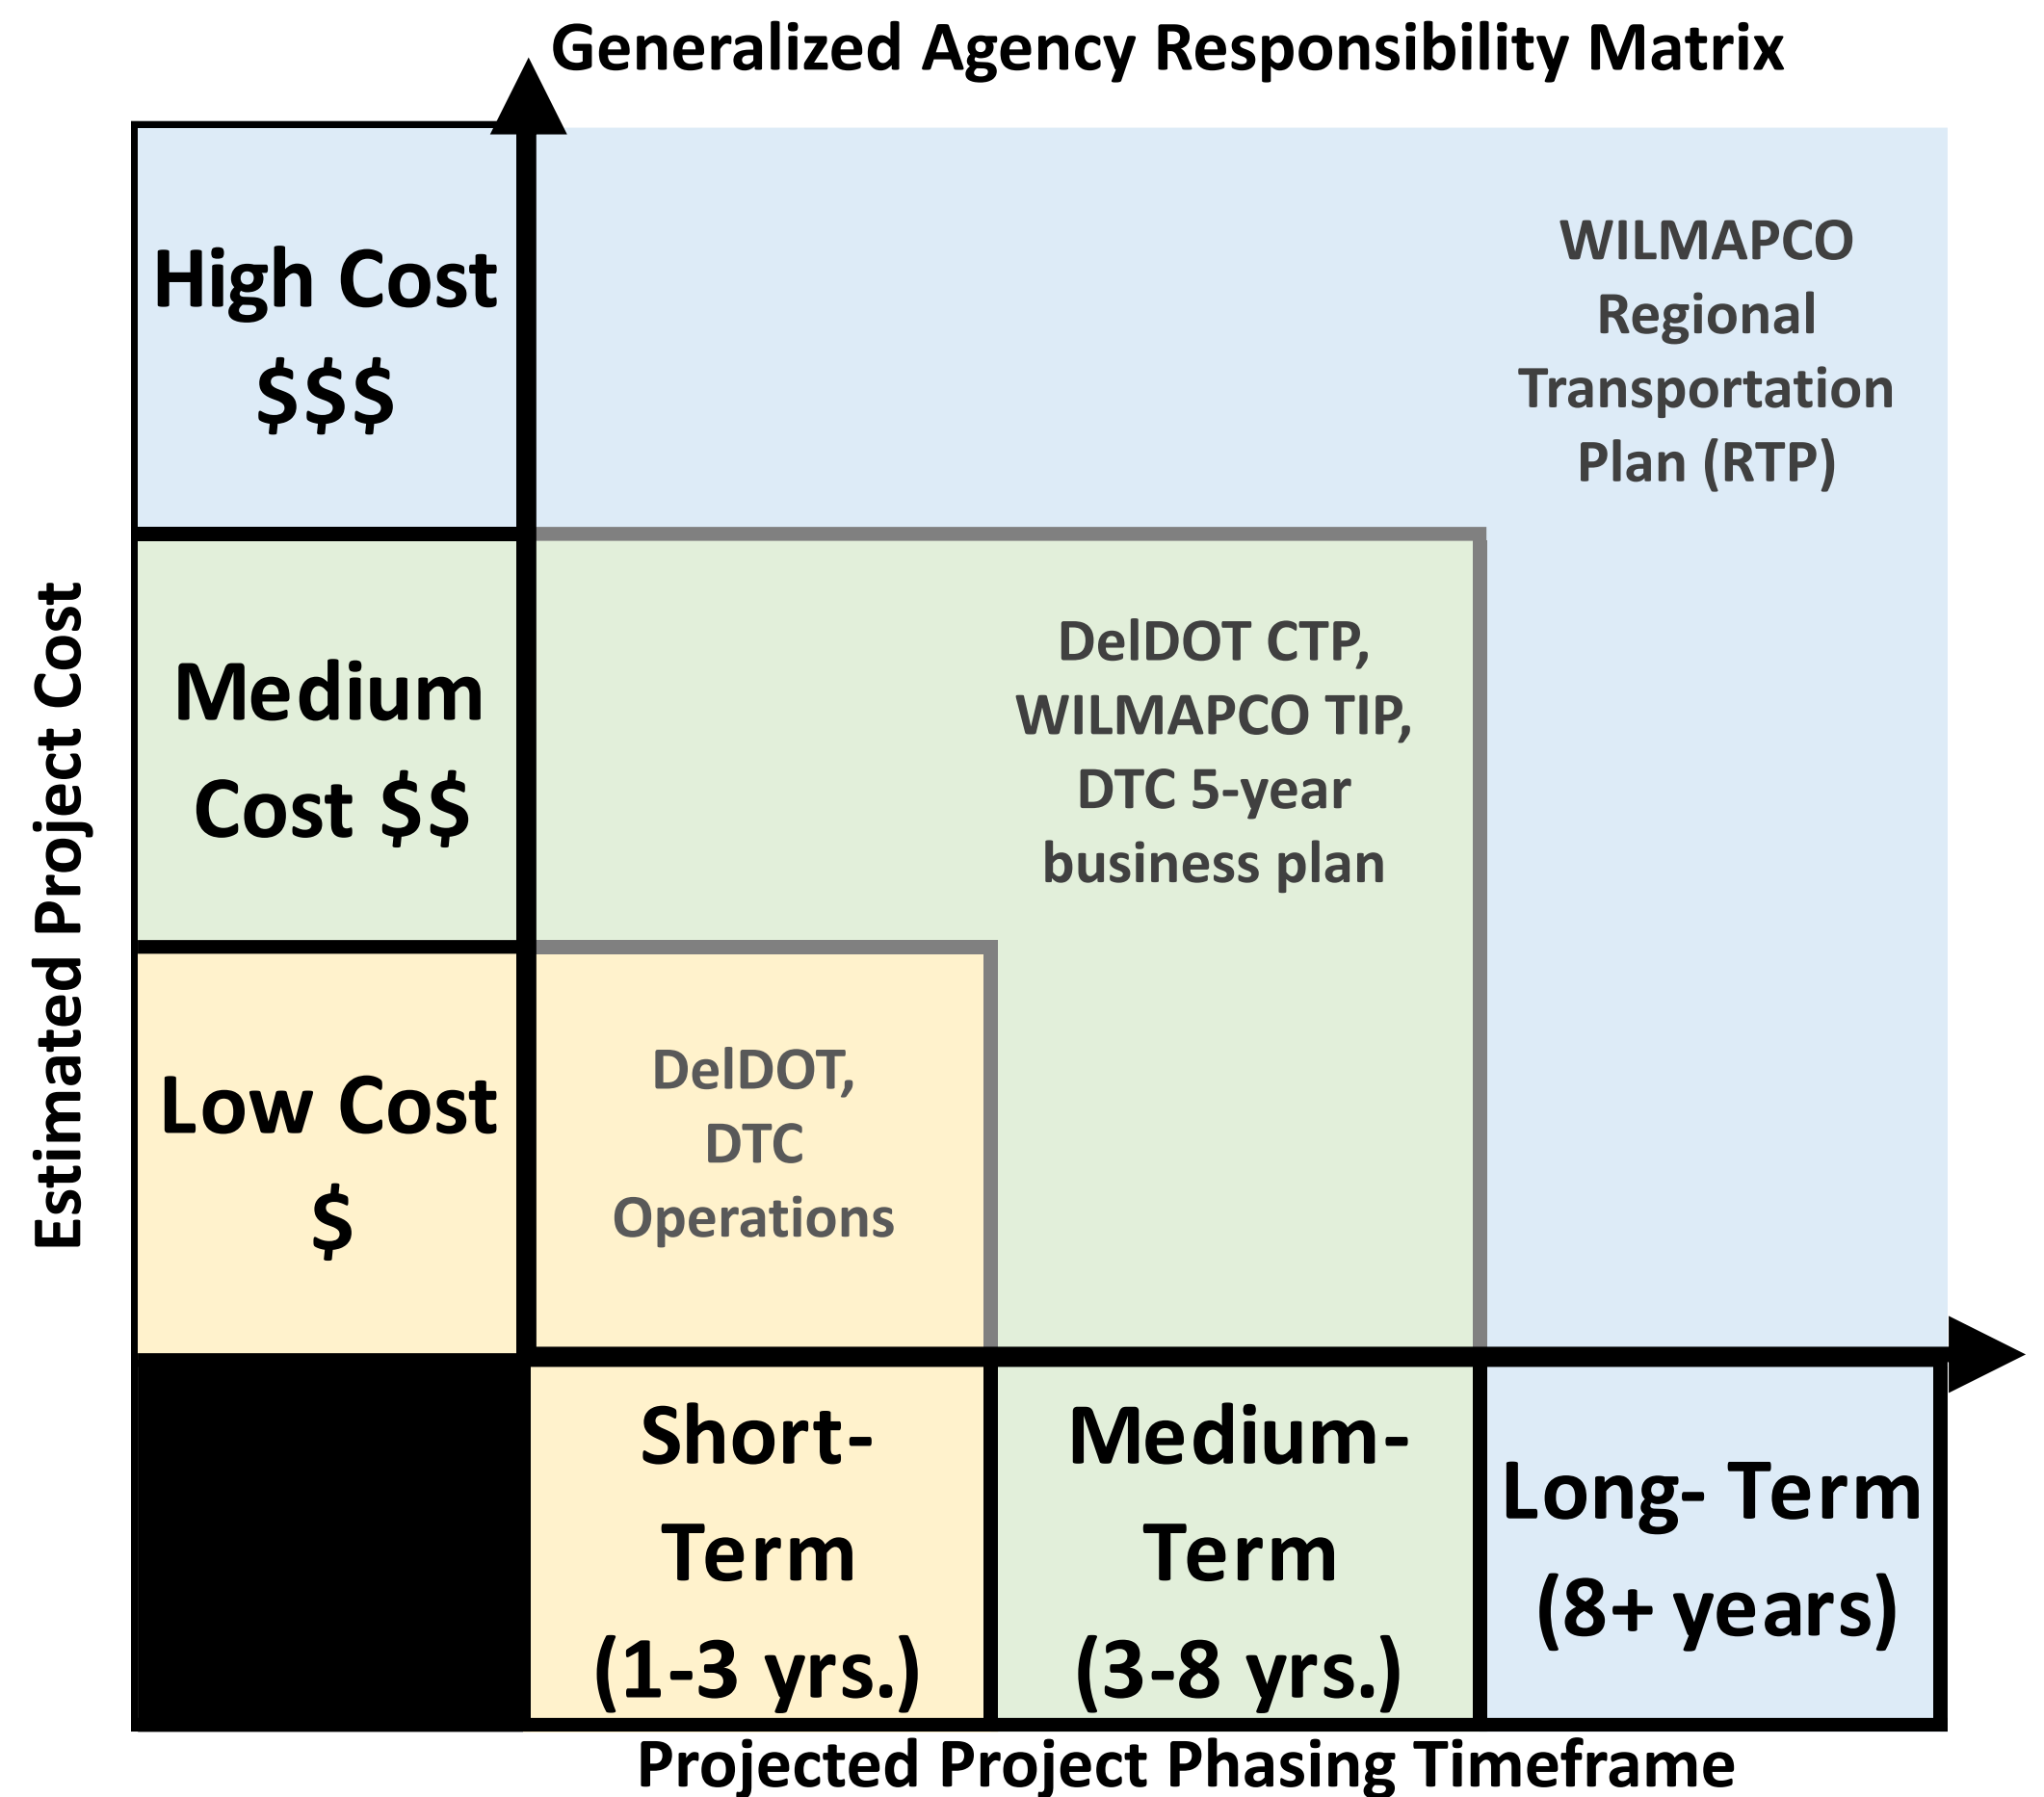 Generalized Agency Responsibility Matrix
High Cost
$$$
WILMAPCO
Regional
Transportation
Plan (RTP)
Estimated Project Cost
Medium
Cost $$
DelDOT CTP,
WILMAPCO TIP,
DTC 5-year
business plan
Low Cost
$
DelDOT,
DTC
Operations
Short-
Term
(1-3 yrs.)
Medium-
Term
(3-8 yrs.)
Long- Term
(8+ years)
Projected Project Phasing Timeframe